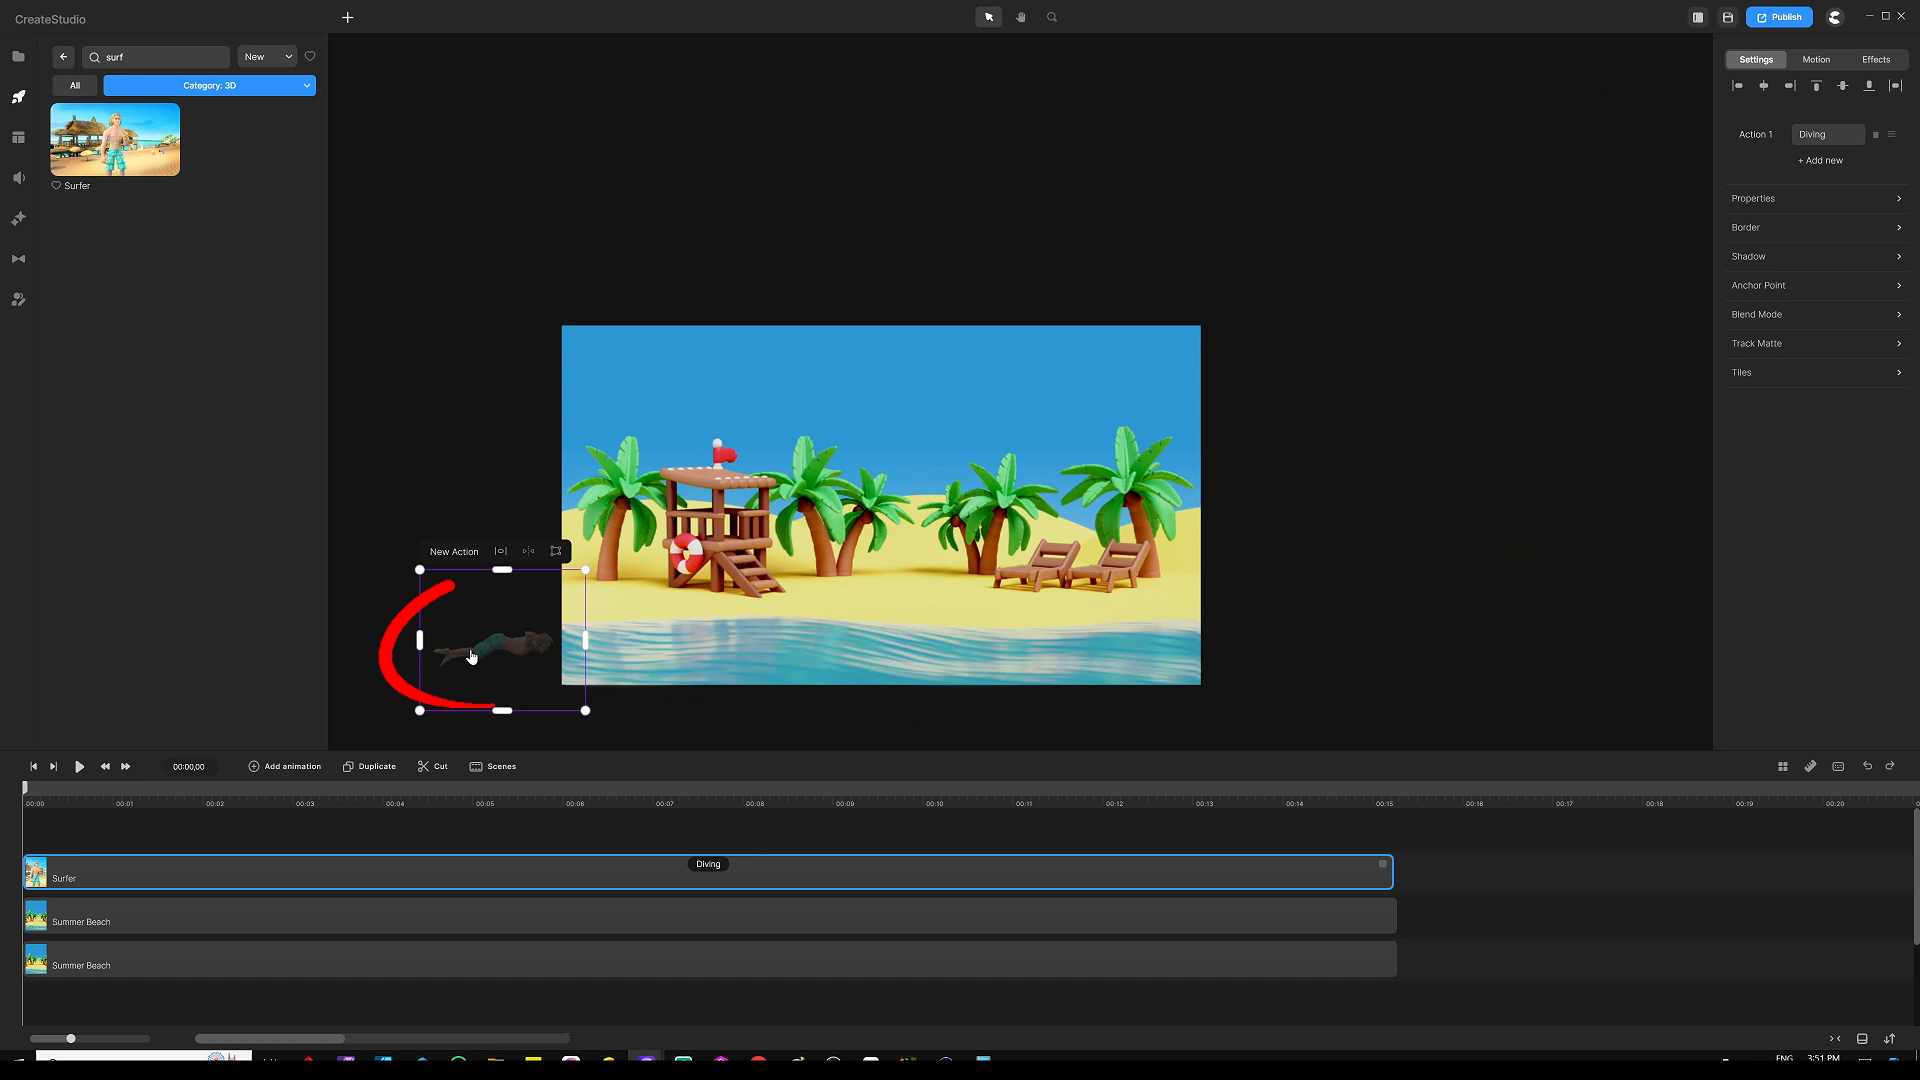 CreateStudio
Publish
surf
New
All
Category: 3D
Surfer
Settings
Motion
Effects
Action 1
Diving
+ Add new
Properties
Border
Shadow
Anchor Point
Blend Mode
Track Matte
Tiles
New Action
00:00,00
Add animation
Duplicate
Cut
Scenes
00:00
00:01
00:02
00:03
00:04
00:05
00:06
00:07
00:08
00:09
00:10
00:11
00:12
00:13
00:14
00:15
00:16
00:17
00:18
00:19
00:20
Diving
Surfer
Summer Beach
Summer Beach
ENG
3:51 PM